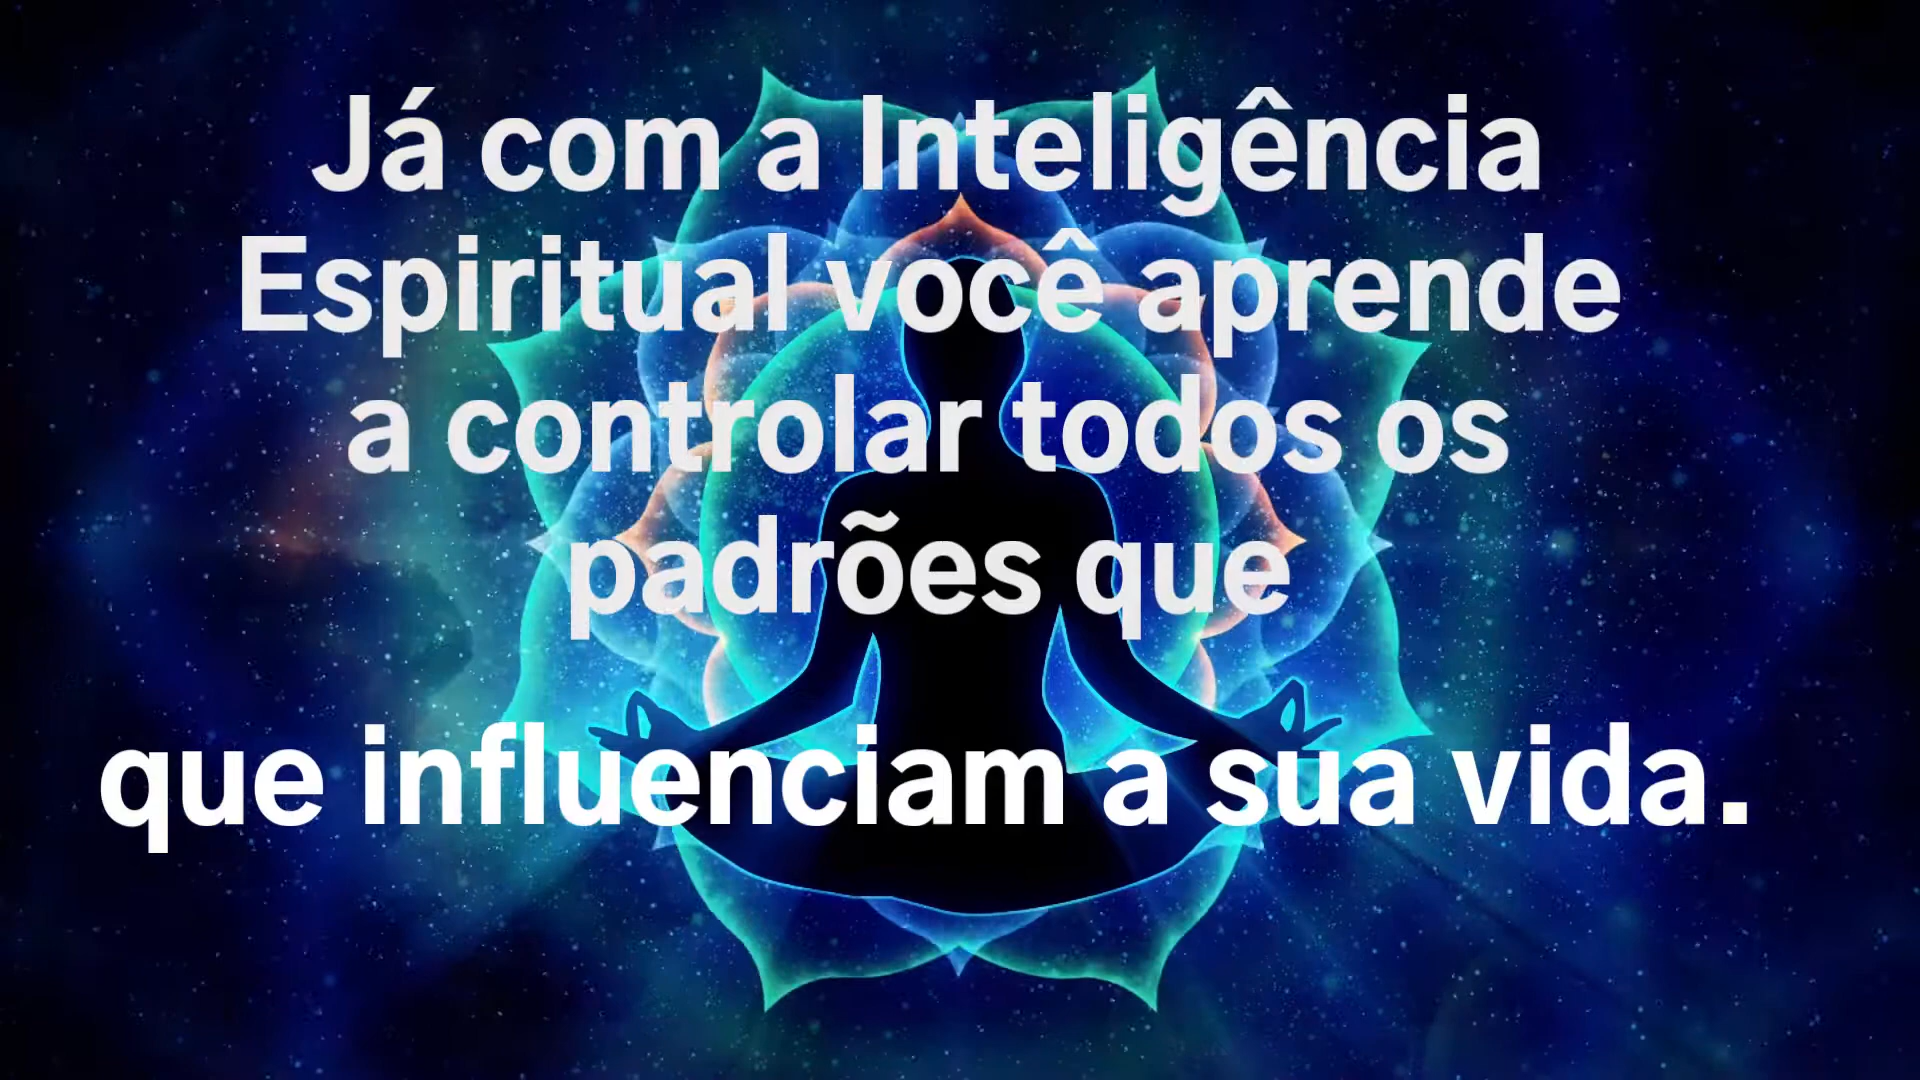 Já com a Inteligência
Espiritual você aprende
a controlar todos os
padrões que
que influenciam a sua vida.